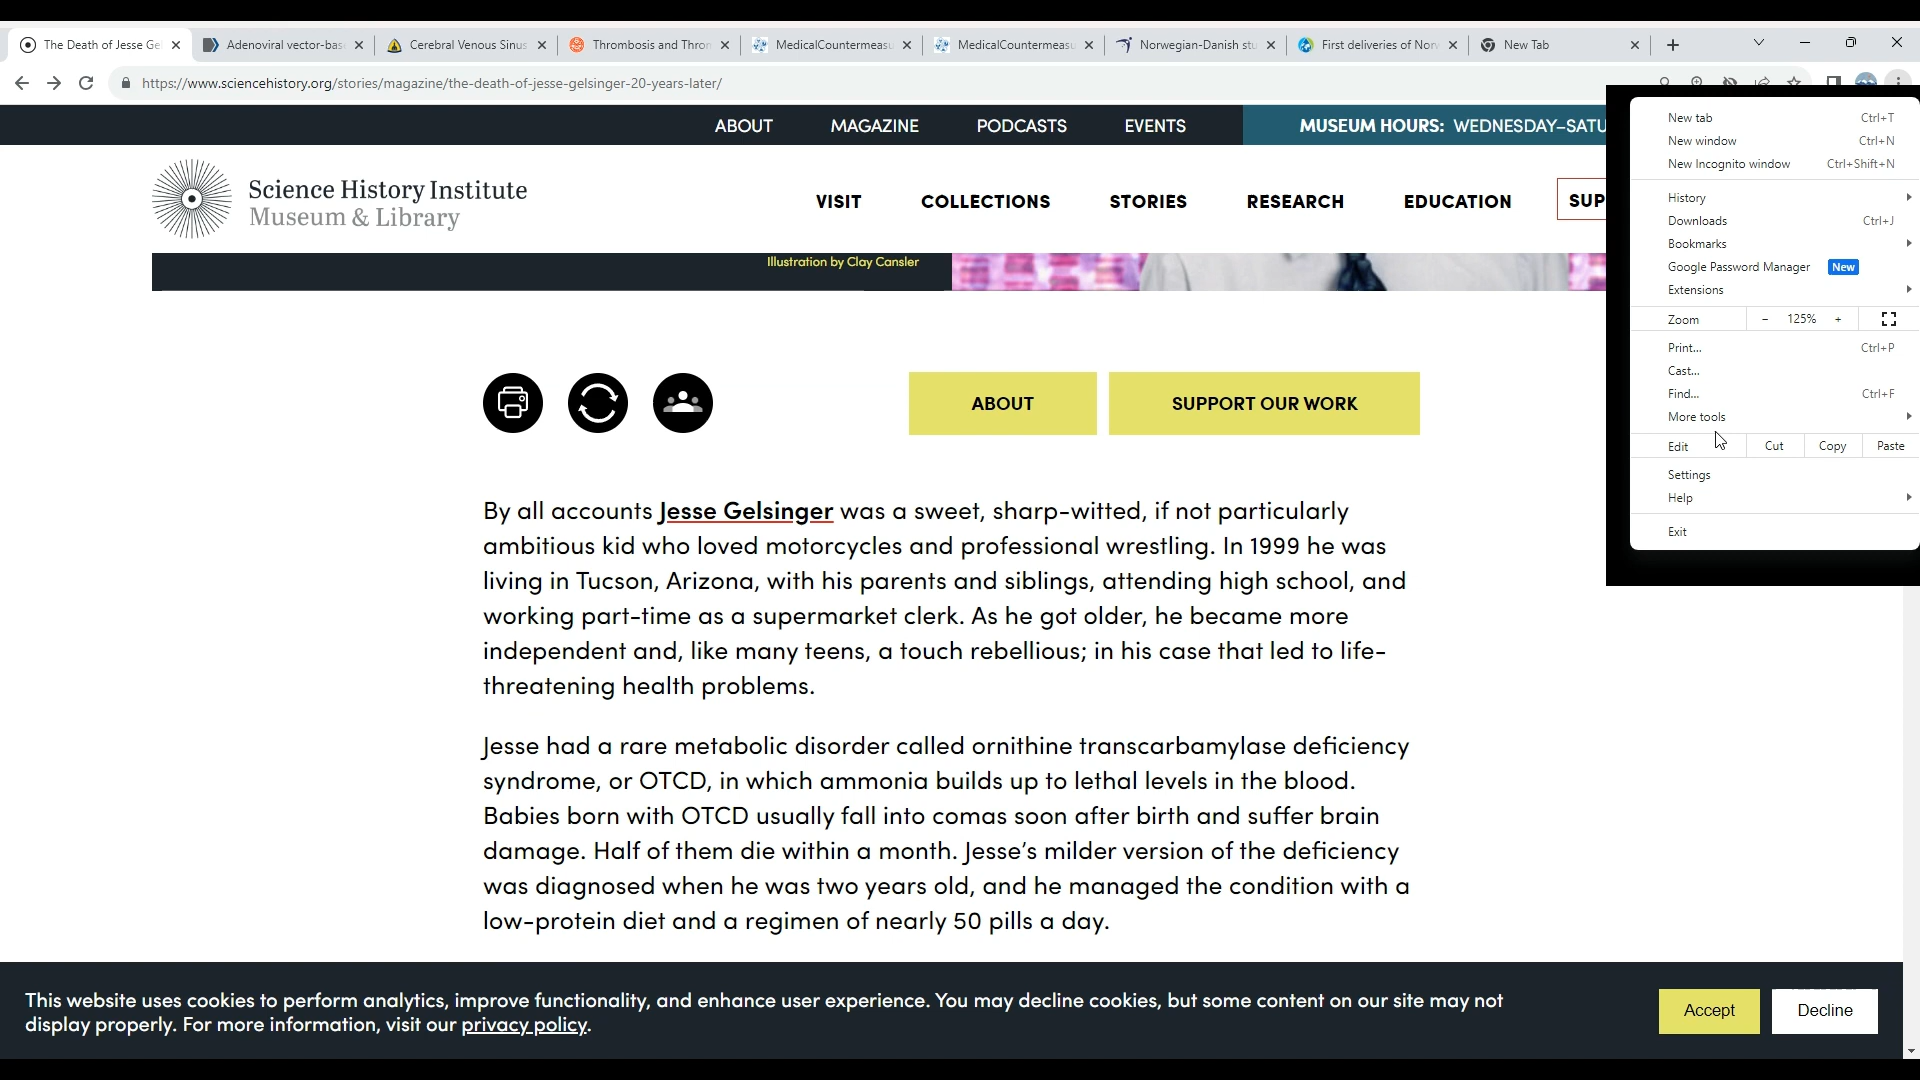 The Death of Jesse Ge
Adenoviral vector-bas
Cerebral Venous Sinus
Thrombosis and Thron
MedicalCountermeasu
MedicalCountermeasu
Norwegian-Danish stu
First deliveries of Nor
New Tab
https://www.sciencehistory.org/stories/magazine/the-death-of-jesse-gelsinger-20-years-later/
ABOUT MAGAZINE PODCASTS EVENTS MUSEUM HOURS: WEDNESDAY–SATU
Science History Institute
Museum & Library
VISIT COLLECTIONS STORIES RESEARCH EDUCATION SUP
Illustration by Clay Cansler
ABOUT SUPPORT OUR WORK
By all accounts Jesse Gelsinger was a sweet, sharp-witted, if not particularly
ambitious kid who loved motorcycles and professional wrestling. In 1999 he was
living in Tucson, Arizona, with his parents and siblings, attending high school, and
working part-time as a supermarket clerk. As he got older, he became more
independent and, like many teens, a touch rebellious; in his case that led to life-
threatening health problems.
Jesse had a rare metabolic disorder called ornithine transcarbamylase deficiency
syndrome, or OTCD, in which ammonia builds up to lethal levels in the blood.
Babies born with OTCD usually fall into comas soon after birth and suffer brain
damage. Half of them die within a month. Jesse's milder version of the deficiency
was diagnosed when he was two years old, and he managed the condition with a
low-protein diet and a regimen of nearly 50 pills a day.
New tab Ctrl+T
New window Ctrl+N
New Incognito window Ctrl+Shift+N
History
Downloads Ctrl+J
Bookmarks
Google Password Manager New
Extensions
Zoom - 125% +
Print... Ctrl+P
Cast...
Find... Ctrl+F
More tools
Edit Cut Copy Paste
Settings
Help
Exit
This website uses cookies to perform analytics, improve functionality, and enhance user experience. You may decline cookies, but some content on our site may not
display properly. For more information, visit our privacy policy.
Accept Decline